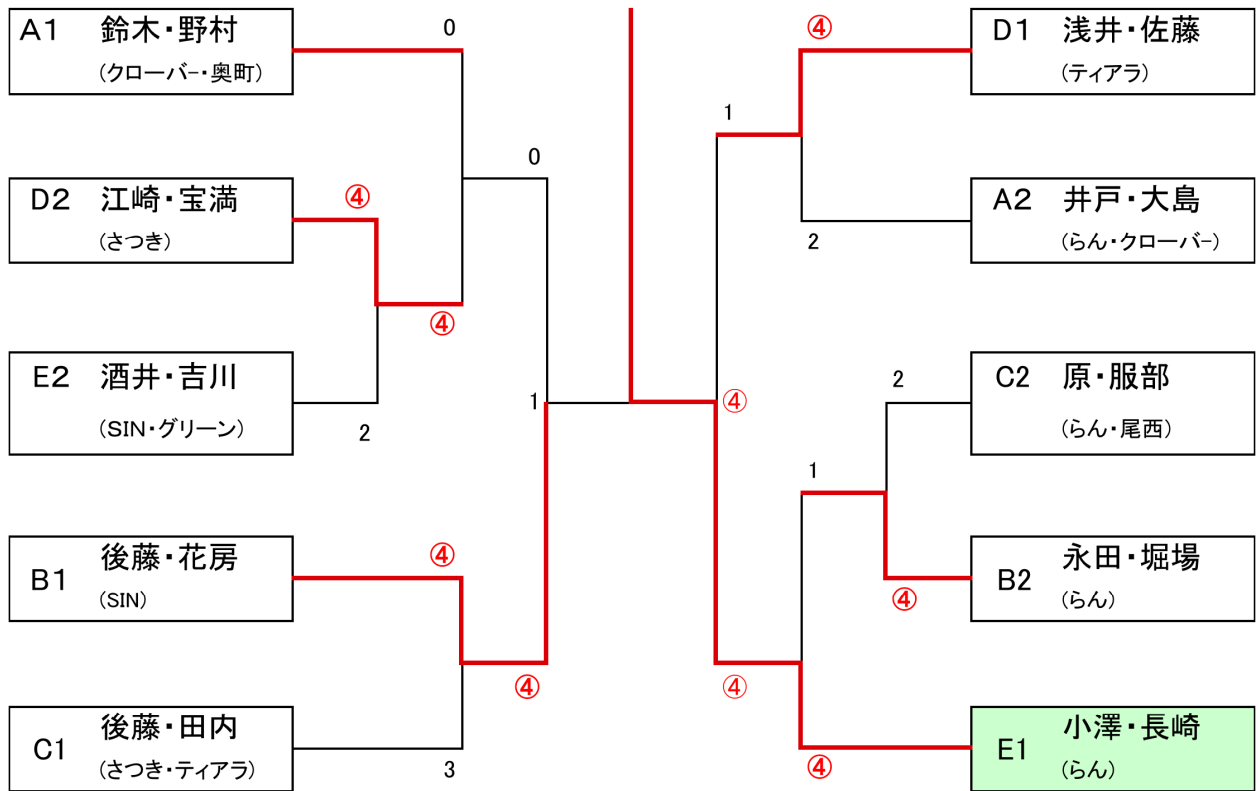 A1 鈴木・野村
(クローバー・奥町)
0
D2 江崎・宝満
(さつき)
④
0
④
E2 酒井・吉川
(SIN・グリーン)
2
1
B1 後藤・花房
(SIN)
④
④
C1 後藤・田内
(さつき・ティアラ)
3
④
D1 浅井・佐藤
(ティアラ)
1
A2 井戸・大島
(らん・クローバー)
2
④
C2 原・服部
(らん・尾西)
2
1
B2 永田・堀場
(らん)
④
④
E1 小澤・長崎
(らん)
④